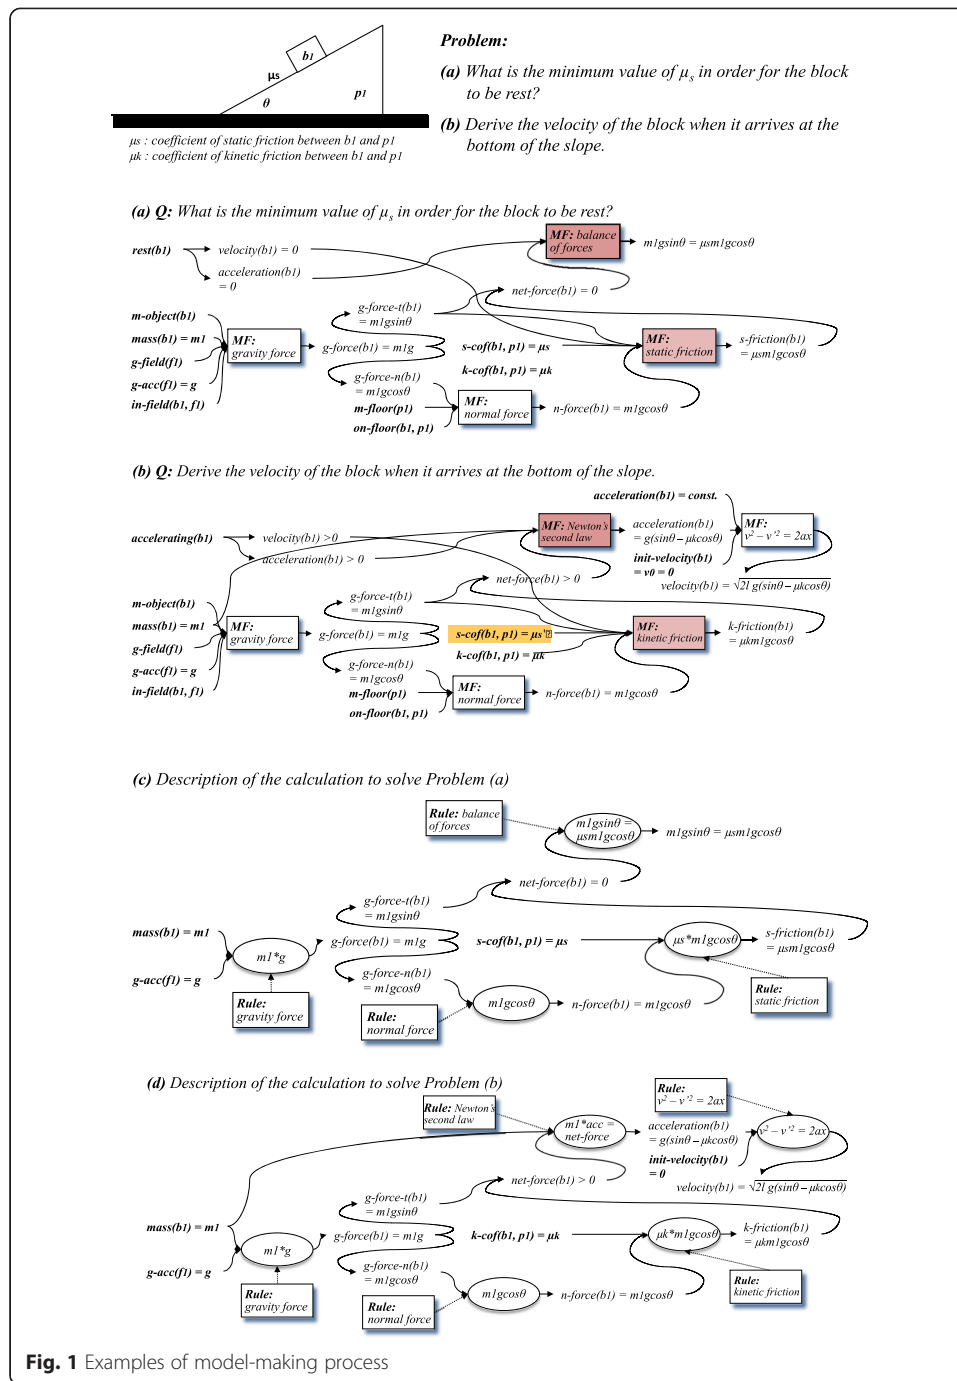 b1
μs
θ
p1
μs : coefficient of static friction between b1 and p1
μk : coefficient of kinetic friction between b1 and p1
Problem:
(a) What is the minimum value of μs in order for the block
to be rest?
(b) Derive the velocity of the block when it arrives at the
bottom of the slope.
(a) Q: What is the minimum value of μs in order for the block to be rest?
rest(b1)
velocity(b1) = 0
acceleration(b1)
= 0
MF: balance
of forces
m1gsinθ = μsm1gcosθ
net-force(b1) = 0
m-object(b1)
mass(b1) = m1
g-field(f1)
g-acc(f1) = g
in-field(b1, f1)
MF:
gravity force
g-force-t(b1)
= m1gsinθ
g-force(b1) = m1g
g-force-n(b1)
= m1gcosθ
m-floor(p1)
on-floor(b1, p1)
s-cof(b1, p1) = μs
k-cof(b1, p1) = μk
MF:
normal force
n-force(b1) = m1gcosθ
MF:
static friction
s-friction(b1)
= μsm1gcosθ
(b) Q: Derive the velocity of the block when it arrives at the bottom of the slope.
acceleration(b1) = const.
accelerating(b1)
velocity(b1) >0
acceleration(b1) > 0
MF: Newton's
second law
acceleration(b1)
= g(sinθ – μkcosθ)
init-velocity(b1)
= v0 = 0
MF:
v² – v'² = 2ax
velocity(b1) = √2l g(sinθ – μkcosθ)
net-force(b1) > 0
m-object(b1)
mass(b1) = m1
g-field(f1)
g-acc(f1) = g
in-field(b1, f1)
MF:
gravity force
g-force-t(b1)
= m1gsinθ
g-force(b1) = m1g
g-force-n(b1)
= m1gcosθ
m-floor(p1)
on-floor(b1, p1)
s-cof(b1, p1) = μs'
k-cof(b1, p1) = μk
MF:
normal force
n-force(b1) = m1gcosθ
MF:
kinetic friction
k-friction(b1)
= μkm1gcosθ
(c) Description of the calculation to solve Problem (a)
Rule: balance
of forces
m1gsinθ =
μsm1gcosθ
m1gsinθ = μsm1gcosθ
net-force(b1) = 0
mass(b1) = m1
g-acc(f1) = g
m1*g
Rule:
gravity force
g-force-t(b1)
= m1gsinθ
g-force(b1) = m1g
g-force-n(b1)
= m1gcosθ
Rule:
normal force
m1gcosθ
n-force(b1) = m1gcosθ
s-cof(b1, p1) = μs
μs*m1gcosθ
s-friction(b1)
= μsm1gcosθ
Rule:
static friction
(d) Description of the calculation to solve Problem (b)
Rule: Newton's
second law
m1*acc =
net-force
Rule:
v² – v'² = 2ax
acceleration(b1)
= g(sinθ – μkcosθ)
init-velocity(b1)
= 0
v² – v'² = 2ax
velocity(b1) = √2l g(sinθ – μkcosθ)
net-force(b1) > 0
mass(b1) = m1
g-acc(f1) = g
m1*g
Rule:
gravity force
g-force-t(b1)
= m1gsinθ
g-force(b1) = m1g
g-force-n(b1)
= m1gcosθ
Rule:
normal force
m1gcosθ
n-force(b1) = m1gcosθ
k-cof(b1, p1) = μk
μk*m1gcosθ
k-friction(b1)
= μkm1gcosθ
Rule:
kinetic friction
Fig. 1 Examples of model-making process